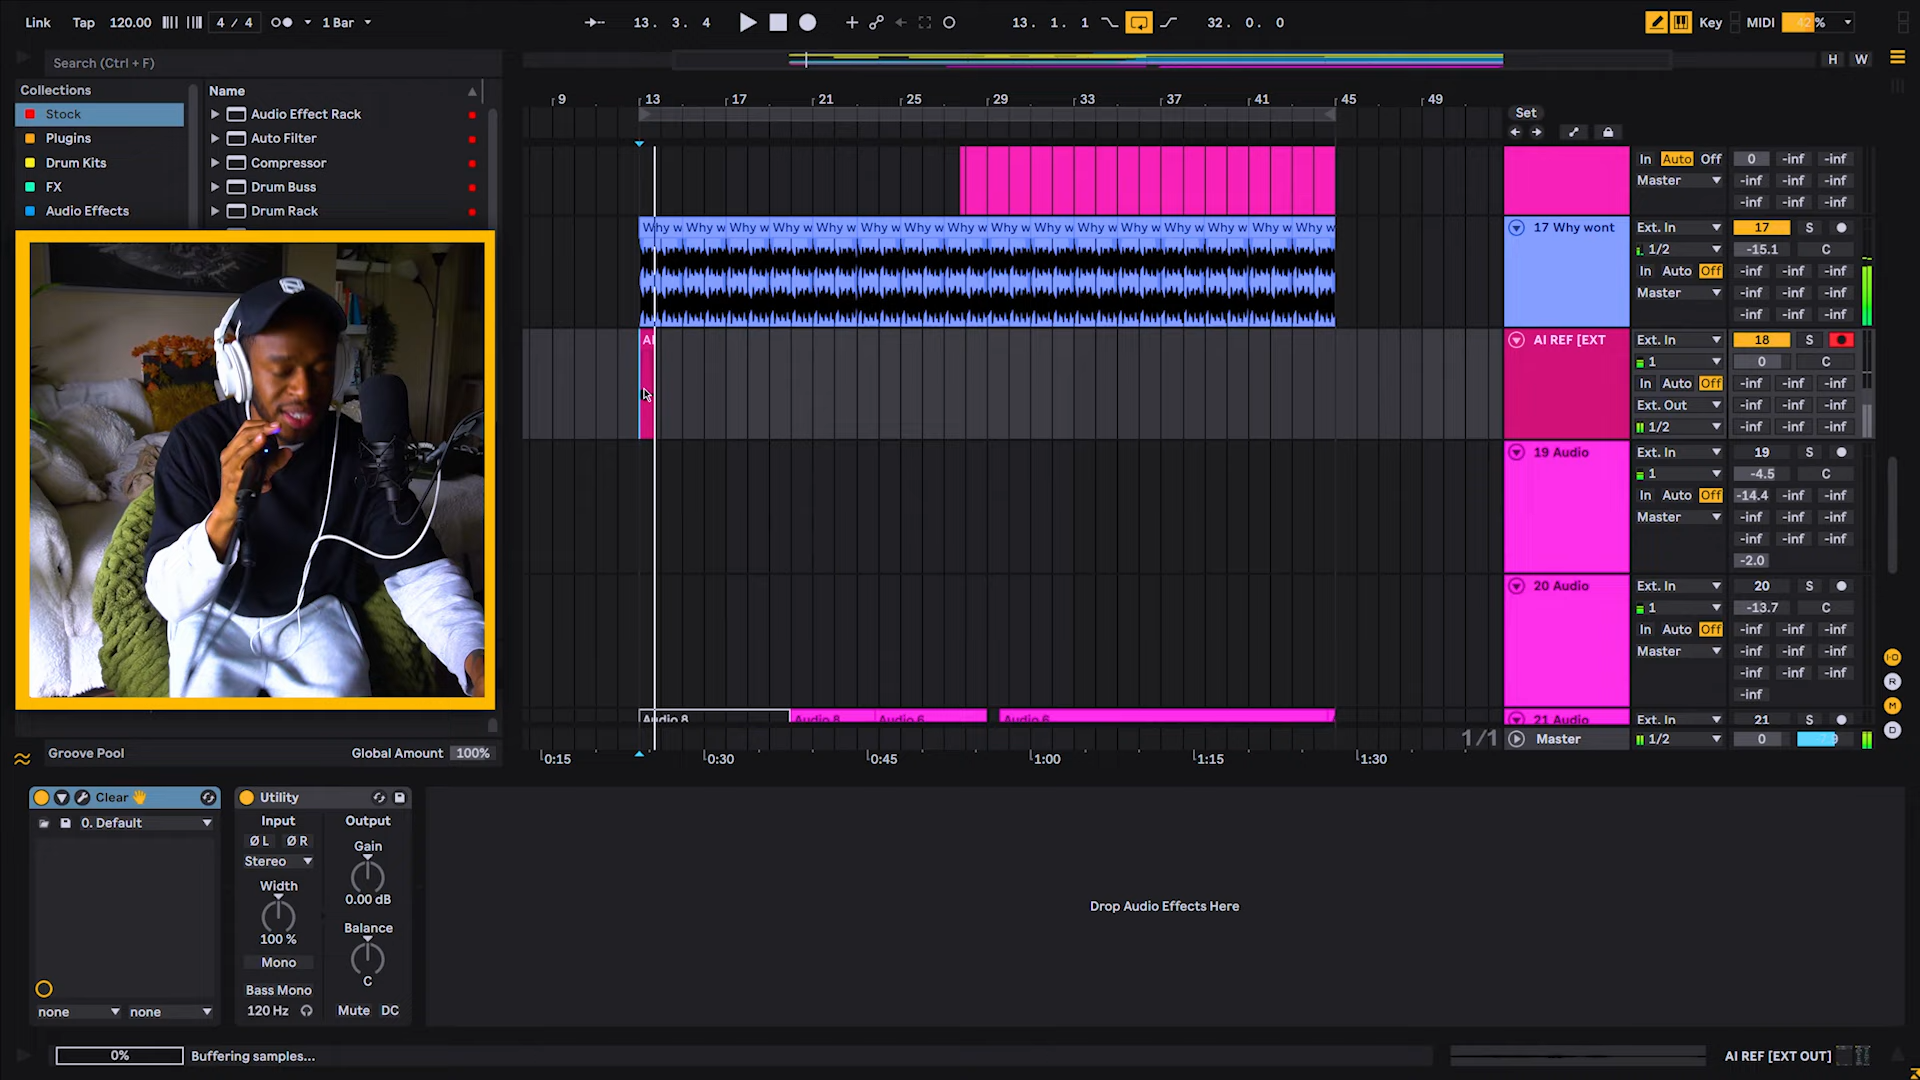 Link Tap 120.00 4 / 4 1 Bar 13. 3. 4 13. 1. 1 32. 0. 0 Key MIDI 42 %
Search (Ctrl + F) H W
Collections Name
Stock Audio Effect Rack
Plugins Auto Filter
Drum Kits Compressor
FX Drum Buss
Audio Effects Drum Rack
9 13 17 21 25 29 33 37 41 45 49
Set
In Auto Off 0 -inf -inf
Master -inf -inf -inf
-inf -inf -inf
Why w Why w Why w Why w Why w Why w Why w Why w Why w Why w Why w Why w Why w Why w Why w Why w
17 Why wont Ext. In 17 S
1/2 -15.1 C
In Auto Off -inf -inf -inf
Master -inf -inf -inf
-inf -inf -inf
AI
AI REF [EXT Ext. In 18 S
1 0 C
In Auto Off -inf -inf -inf
Ext. Out -inf -inf -inf
1/2 -inf -inf -inf
19 Audio Ext. In 19 S
1 -4.5 C
In Auto Off -14.4 -inf -inf
Master -inf -inf -inf
-inf -inf -inf
-2.0
20 Audio Ext. In 20 S
1 -13.7 C
In Auto Off -inf -inf -inf
Master -inf -inf -inf
-inf -inf -inf
-inf
I·O
R
M
D
Audio 8 Audio 8 Audio 6 Audio 6
21 Audio Ext. In 21 S
1/1 Master 1/2 0
Groove Pool Global Amount 100%
0:15 0:30 0:45 1:00 1:15 1:30
Clear Utility
0. Default
Input Output
Ø L Ø R Gain
Stereo
Width 0.00 dB
Balance
100 %
Mono
C
Bass Mono
none none 120 Hz Mute DC
Drop Audio Effects Here
0% Buffering samples... AI REF [EXT OUT]